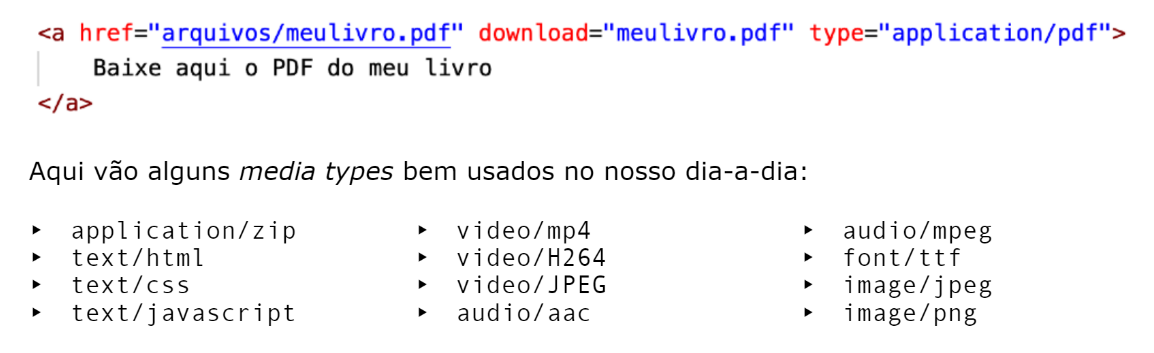 <a href="arquivos/meulivro.pdf" download="meulivro.pdf" type="application/pdf">
Baixe aqui o PDF do meu livro
</a>
Aqui vão alguns media types bem usados no nosso dia-a-dia:
‣ application/zip
‣ text/html
‣ text/css
‣ text/javascript
‣ video/mp4
‣ video/H264
‣ video/JPEG
‣ audio/aac
‣ audio/mpeg
‣ font/ttf
‣ image/jpeg
‣ image/png